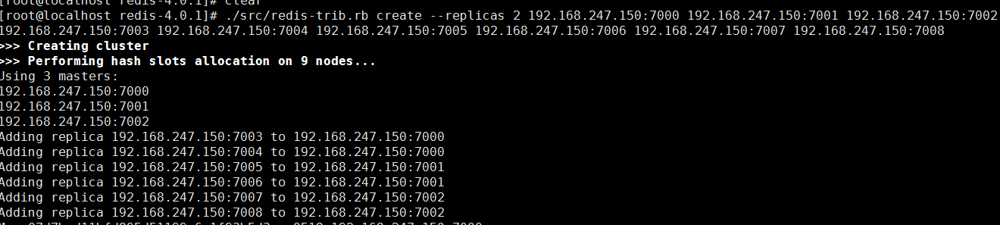 [root@localhost redis-4.0.1]# clear
[root@localhost redis-4.0.1]# ./src/redis-trib.rb create --replicas 2 192.168.247.150:7000 192.168.247.150:7001 192.168.247.150:7002
192.168.247.150:7003 192.168.247.150:7004 192.168.247.150:7005 192.168.247.150:7006 192.168.247.150:7007 192.168.247.150:7008
>>> Creating cluster
>>> Performing hash slots allocation on 9 nodes...
Using 3 masters:
192.168.247.150:7000
192.168.247.150:7001
192.168.247.150:7002
Adding replica 192.168.247.150:7003 to 192.168.247.150:7000
Adding replica 192.168.247.150:7004 to 192.168.247.150:7000
Adding replica 192.168.247.150:7005 to 192.168.247.150:7001
Adding replica 192.168.247.150:7006 to 192.168.247.150:7001
Adding replica 192.168.247.150:7007 to 192.168.247.150:7002
Adding replica 192.168.247.150:7008 to 192.168.247.150:7002
192.168.247.150:7000